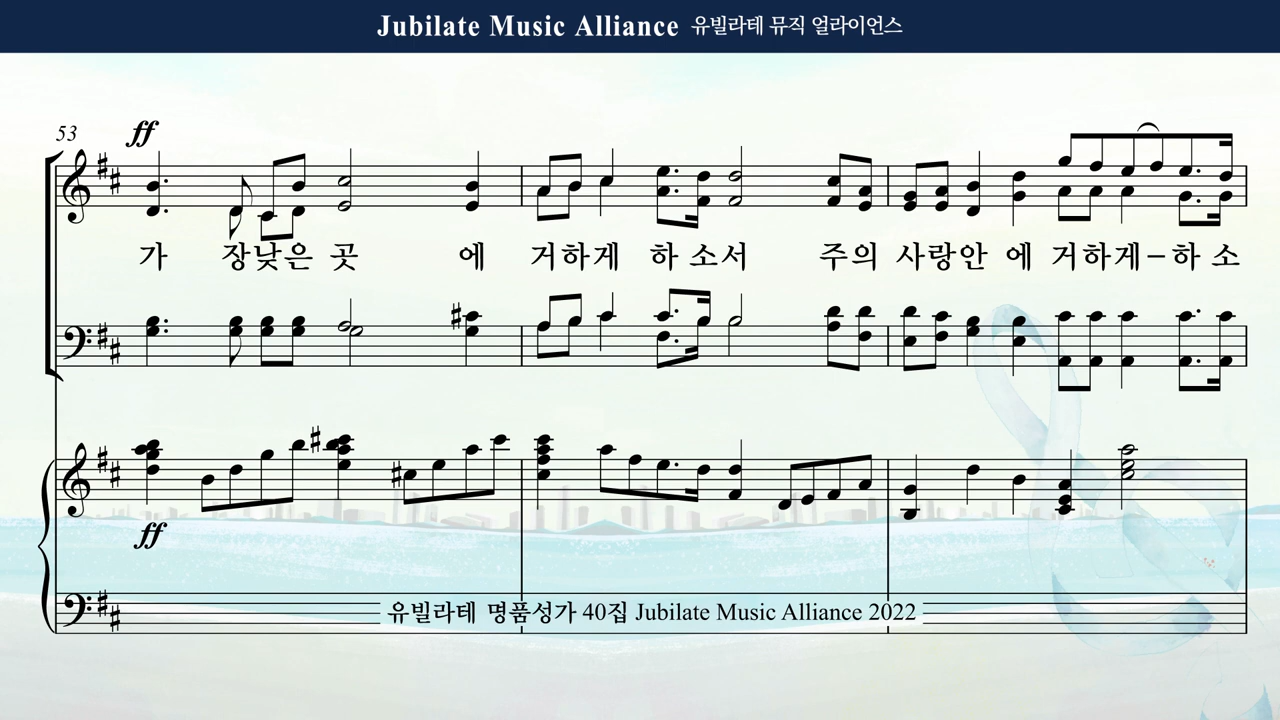 Jubilate Music Alliance 유빌라테 뮤직 얼라이언스
53
ff
가 장낮은 곳 에 거하게 하 소서 주의 사랑안 에 거하게-하 소
ff
유빌라테 명품성가 40집 Jubilate Music Alliance 2022